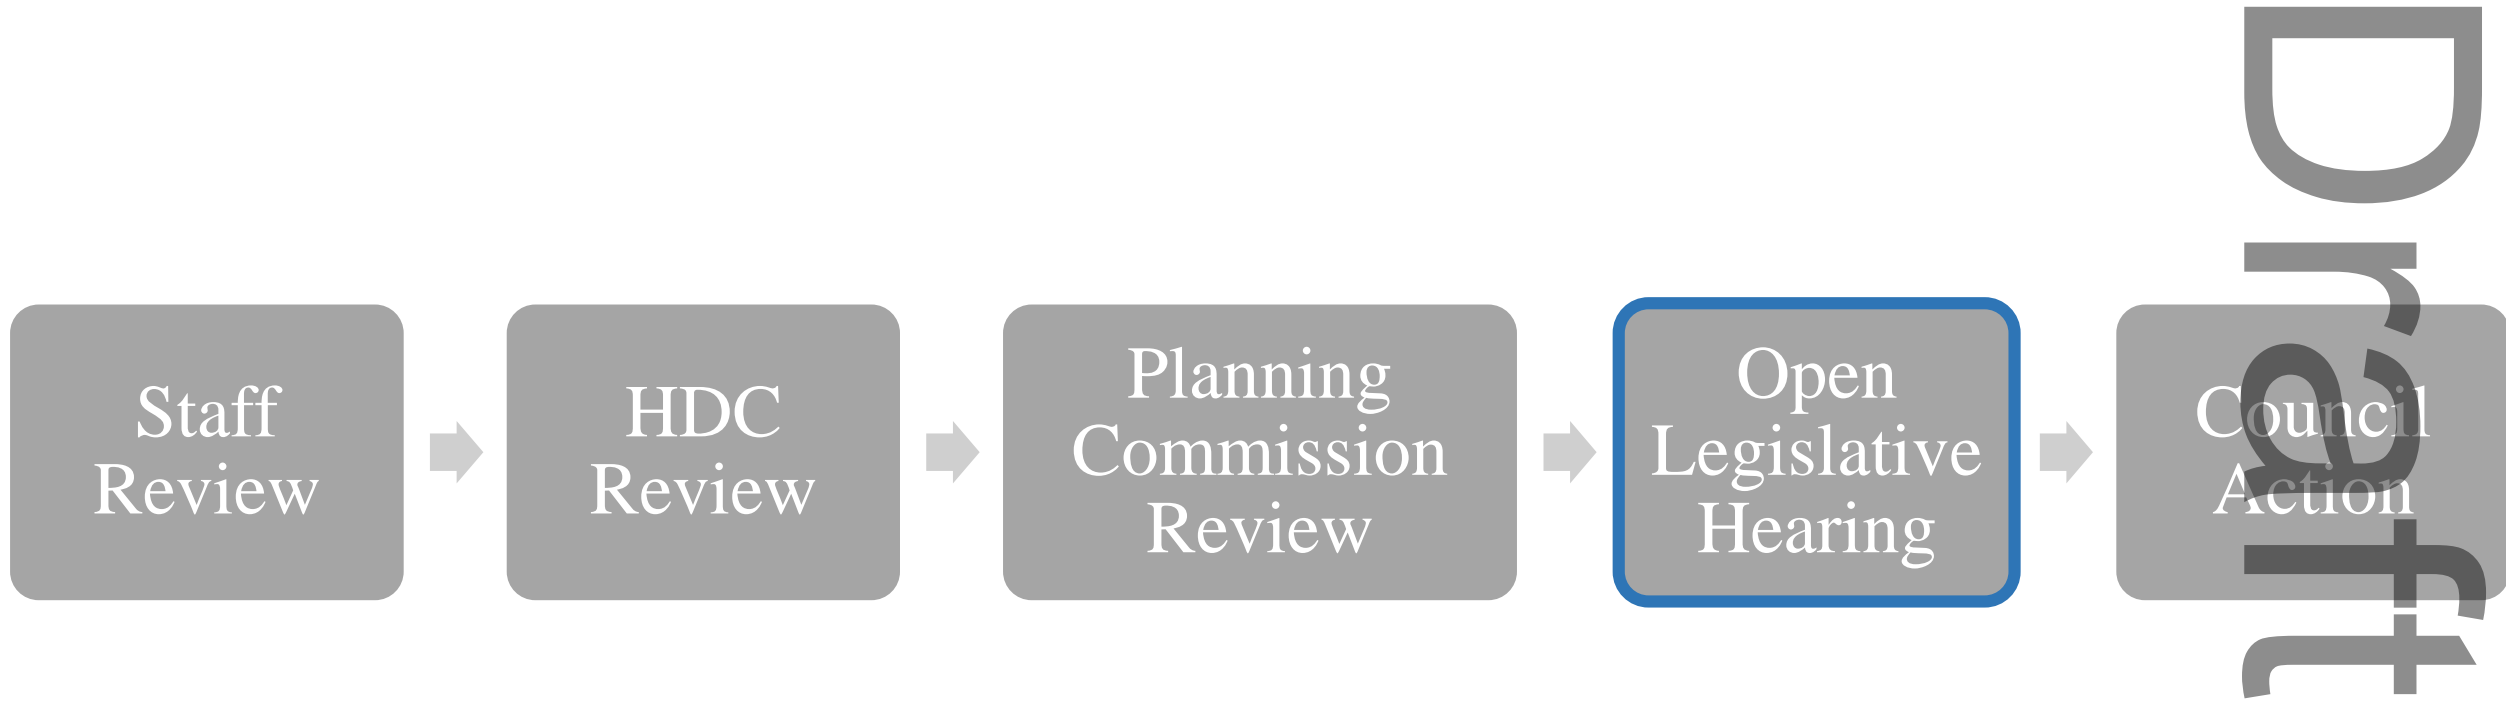 Staff
Review
HDC
Review
Planning
Commission
Review
Open
Legislative
Hearing
Council
Action
Draft